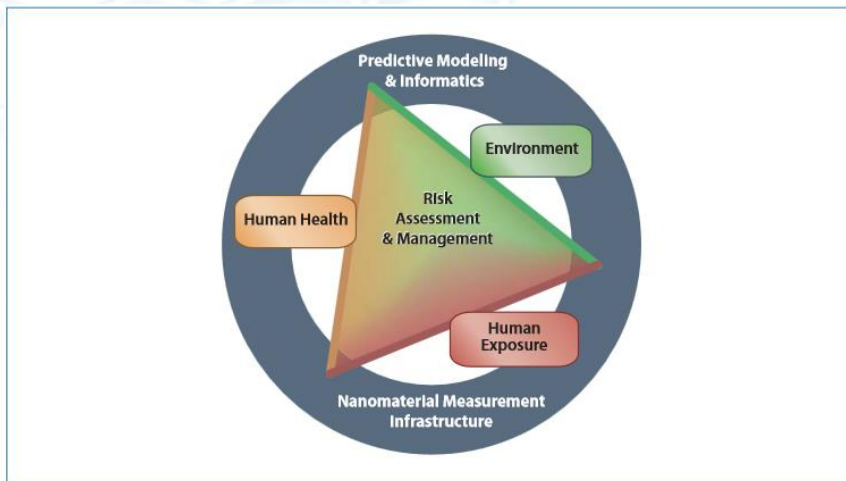 Predictive Modeling
& Informatics
Environment
Human Health
Risk
Assessment
& Management
Human
Exposure
Nanomaterial Measurement
Infrastructure